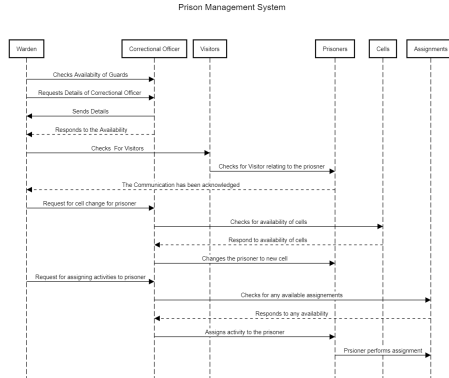 Prison Management System
Warden
Correctional Officer
Visitors
Prisoners
Cells
Assignments
Checks Availabilty of Guards
Requests Details of Correctional Officer
Sends Details
Responds to the Availability
Checks For Visitors
Checks for Visitor relating to the priosner
The Communication has been acknowledged
Request for cell change for prisoner
Checks for availability of cells
Respond to availability of cells
Changes the prisoner to new cell
Request for assigning activities to prisoner
Checks for any available assignements
Responds to any availability
Assigns activity to the prisoner
Prsioner performs assignment